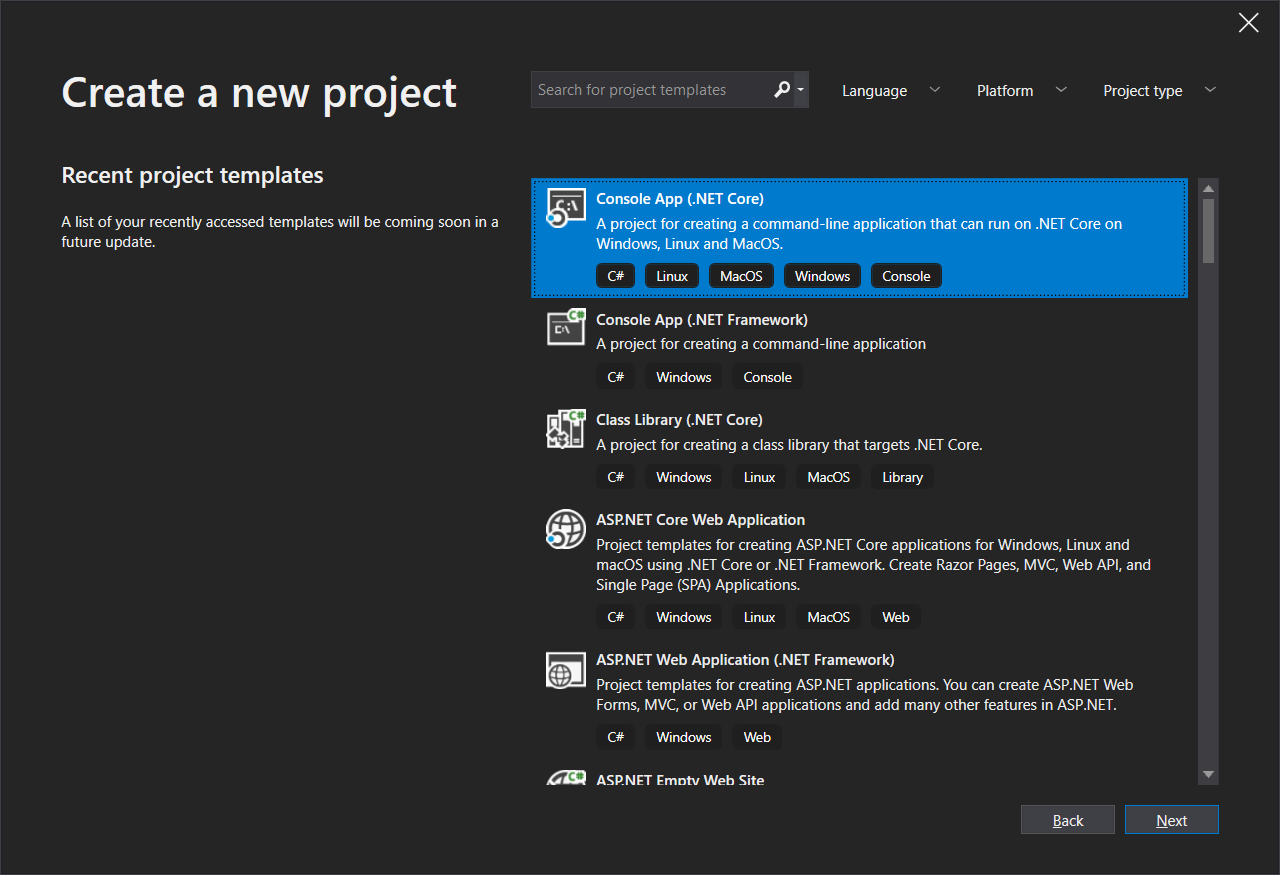 Create a new project
Search for project templates
Language
Platform
Project type
Recent project templates
A list of your recently accessed templates will be coming soon in a
future update.
Console App (.NET Core)
A project for creating a command-line application that can run on .NET Core on
Windows, Linux and MacOS.
C# Linux MacOS Windows Console
Console App (.NET Framework)
A project for creating a command-line application
C# Windows Console
Class Library (.NET Core)
A project for creating a class library that targets .NET Core.
C# Windows Linux MacOS Library
ASP.NET Core Web Application
Project templates for creating ASP.NET Core applications for Windows, Linux and
macOS using .NET Core or .NET Framework. Create Razor Pages, MVC, Web API, and
Single Page (SPA) Applications.
C# Windows Linux MacOS Web
ASP.NET Web Application (.NET Framework)
Project templates for creating ASP.NET applications. You can create ASP.NET Web
Forms, MVC, or Web API applications and add many other features in ASP.NET.
C# Windows Web
ASP.NET Empty Web Site
Back
Next